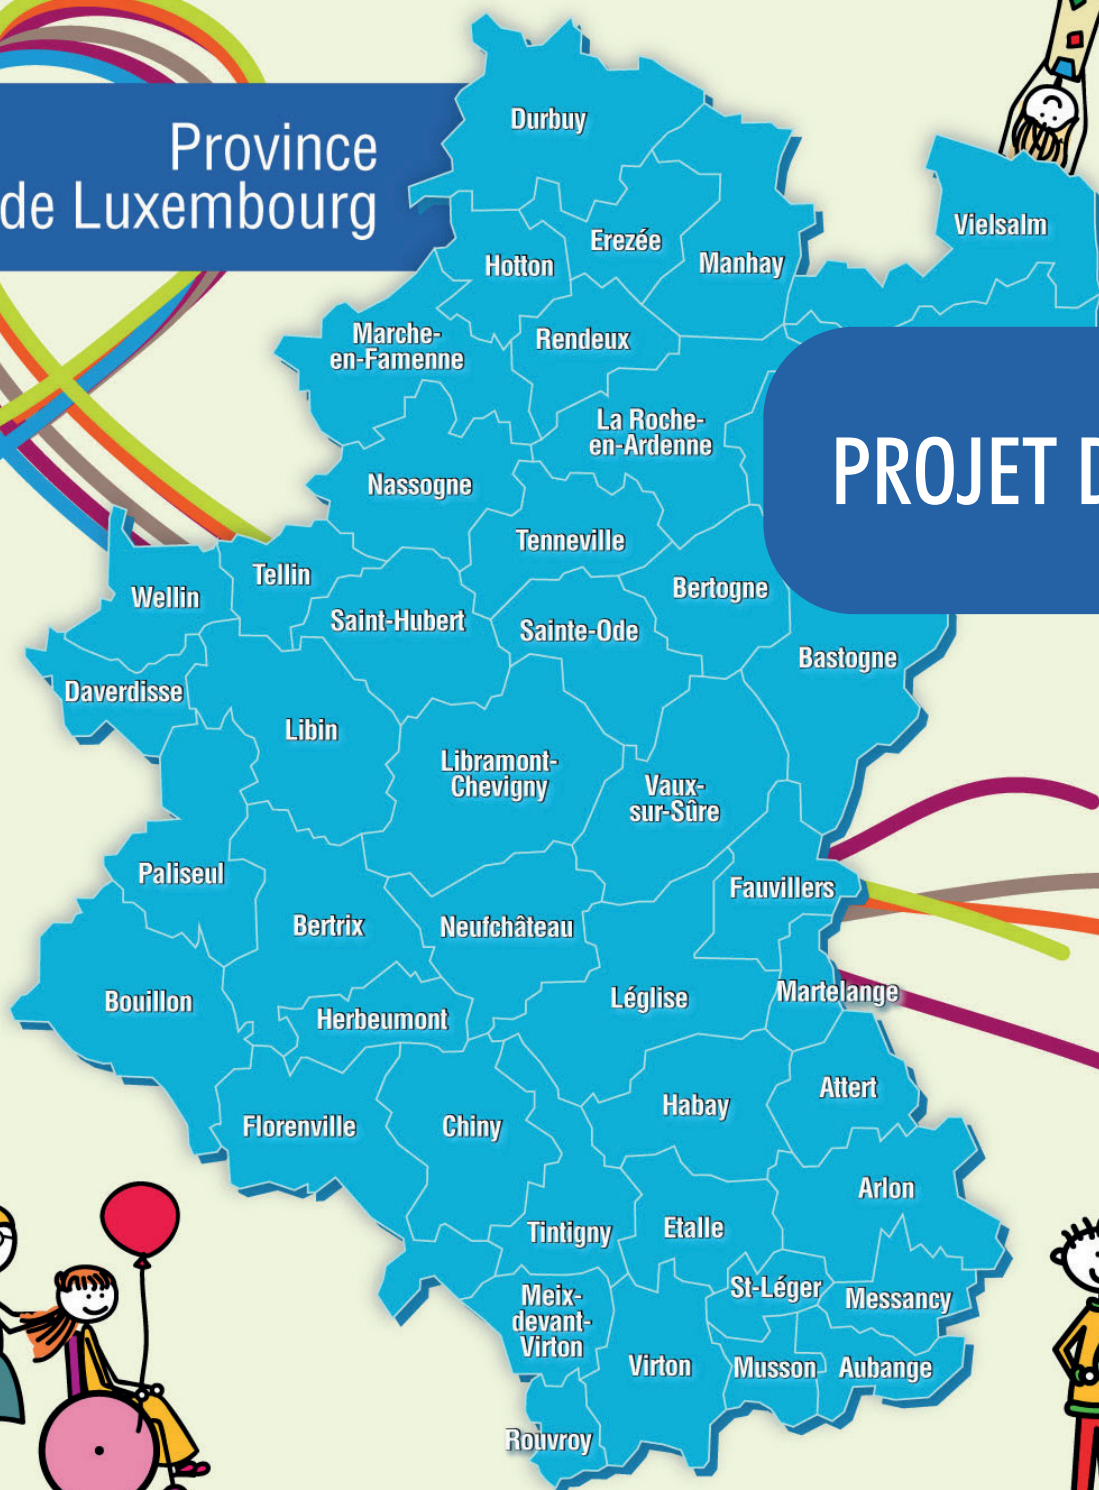 Province
de Luxembourg
Durbuy
Vielsalm
Erezée
Hotton
Manhay
Marche-
en-Famenne
Rendeux
La Roche-
en-Ardenne
PROJET D
Nassogne
Tenneville
Tellin
Bertogne
Wellin
Saint-Hubert
Sainte-Ode
Bastogne
Daverdisse
Libin
Libramont-
Chevigny
Vaux-
sur-Sûre
Paliseul
Fauvillers
Bertrix
Neufchâteau
Bouillon
Herbeumont
Léglise
Martelange
Attert
Habay
Florenville
Chiny
Arlon
Tintigny
Etalle
St-Léger
Messancy
Meix-
devant-
Virton
Virton
Musson
Aubange
Rouvroy